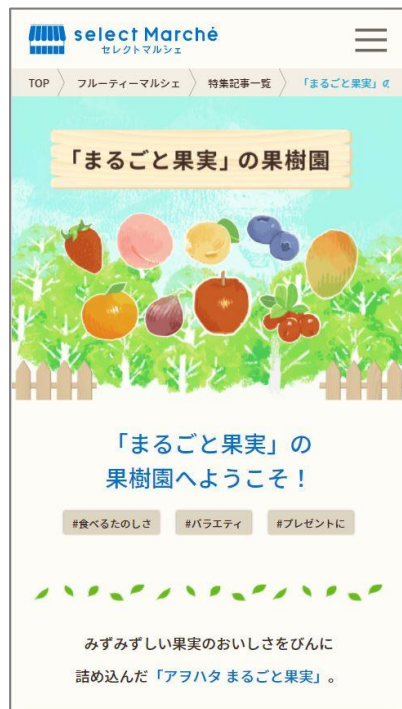 select Marché
セレクトマルシェ
TOP 〉 フルーティーマルシェ 〉 特集記事一覧 〉 「まるごと果実」の
「まるごと果実」の果樹園
「まるごと果実」の
果樹園へようこそ！
#食べるたのしさ #バラエティ #プレゼントに
みずみずしい果実のおいしさをびんに
詰め込んだ「アヲハタ まるごと果実」。